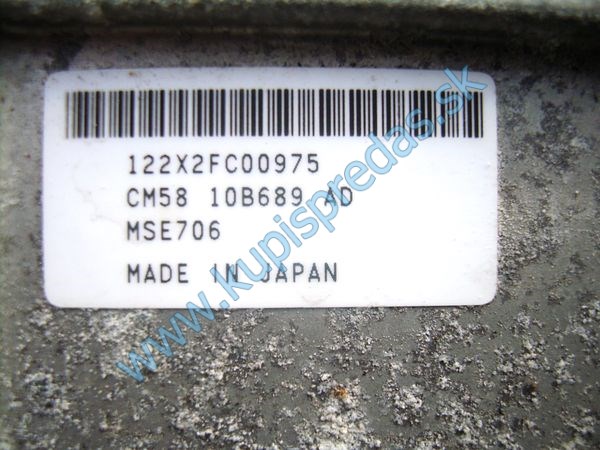 122X2FC00975
CM58 10B689 AD
MSE706
MADE IN JAPAN
www.kupispredas.sk